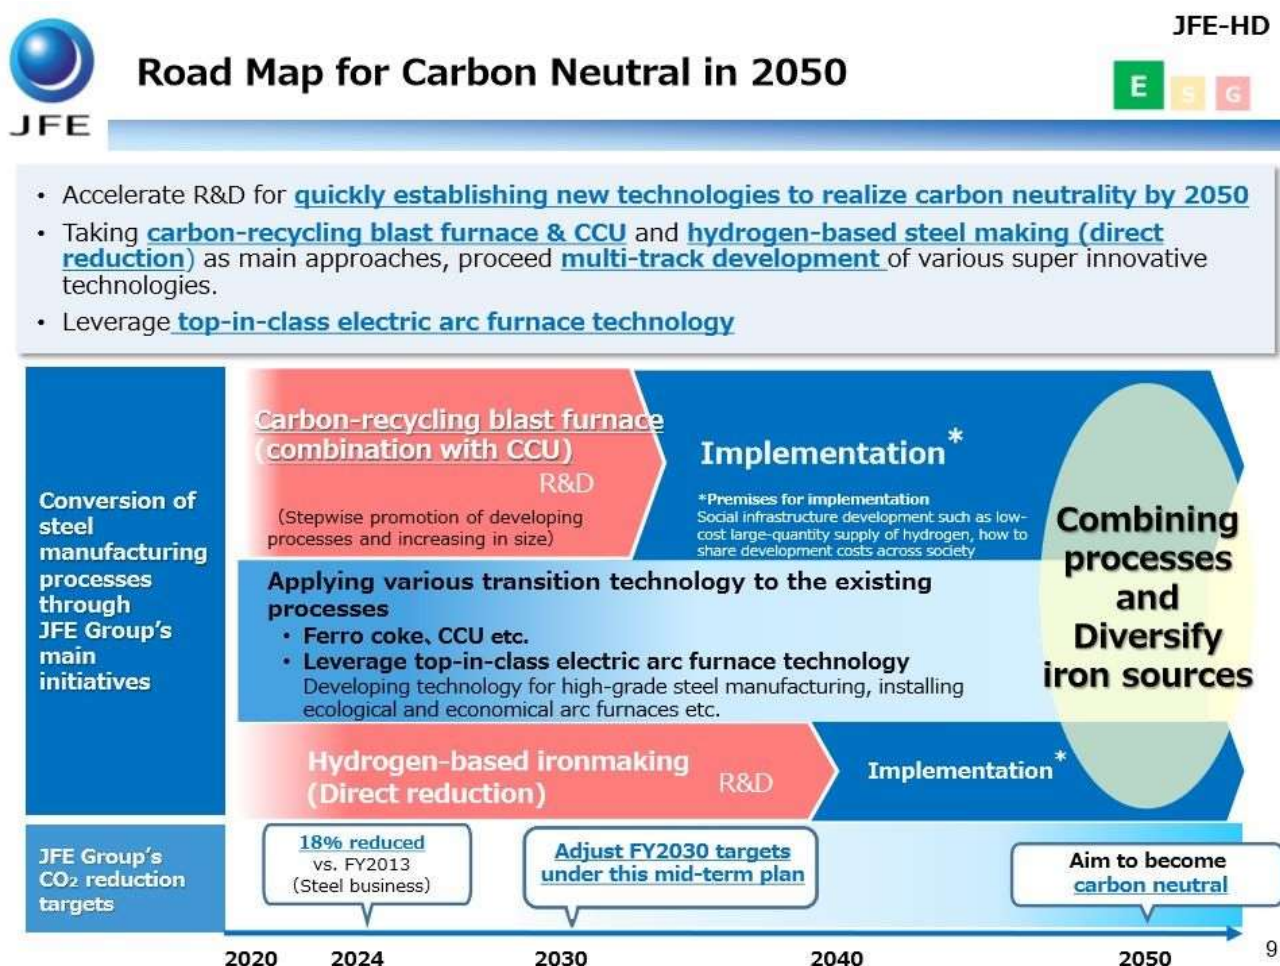 JFE-HD
Road Map for Carbon Neutral in 2050
E S G
JFE
• Accelerate R&D for quickly establishing new technologies to realize carbon neutrality by 2050
• Taking carbon-recycling blast furnace & CCU and hydrogen-based steel making (direct
reduction) as main approaches, proceed multi-track development of various super innovative
technologies.
• Leverage top-in-class electric arc furnace technology
Conversion of
steel
manufacturing
processes
through
JFE Group's
main
initiatives
Carbon-recycling blast furnace
(combination with CCU)
R&D
(Stepwise promotion of developing
processes and increasing in size)
Implementation*
*Premises for implementation
Social infrastructure development such as low-
cost large-quantity supply of hydrogen, how to
share development costs across society
Applying various transition technology to the existing
processes
• Ferro coke、CCU etc.
• Leverage top-in-class electric arc furnace technology
Developing technology for high-grade steel manufacturing, installing
ecological and economical arc furnaces etc.
Hydrogen-based ironmaking
(Direct reduction)
R&D
Implementation*
Combining
processes
and
Diversify
iron sources
JFE Group's
CO₂ reduction
targets
18% reduced
vs. FY2013
(Steel business)
Adjust FY2030 targets
under this mid-term plan
Aim to become
carbon neutral
2020 2024 2030 2040 2050
9